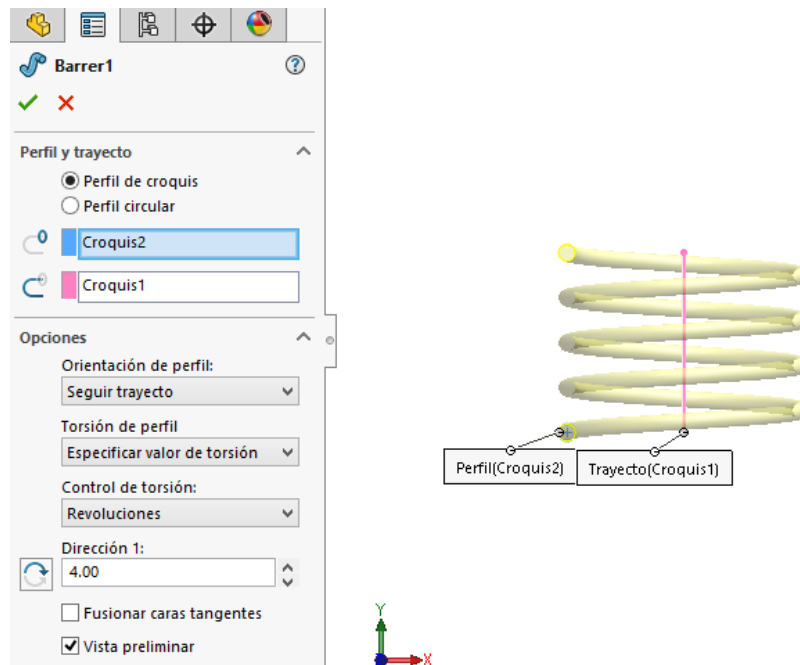 Barrer1
Perfil y trayecto
Perfil de croquis
Perfil circular
Croquis2
Croquis1
Opciones
Orientación de perfil:
Seguir trayecto
Torsión de perfil
Especificar valor de torsión
Control de torsión:
Revoluciones
Dirección 1:
4.00
Fusionar caras tangentes
Vista preliminar
Perfil(Croquis2)
Trayecto(Croquis1)
Y
X